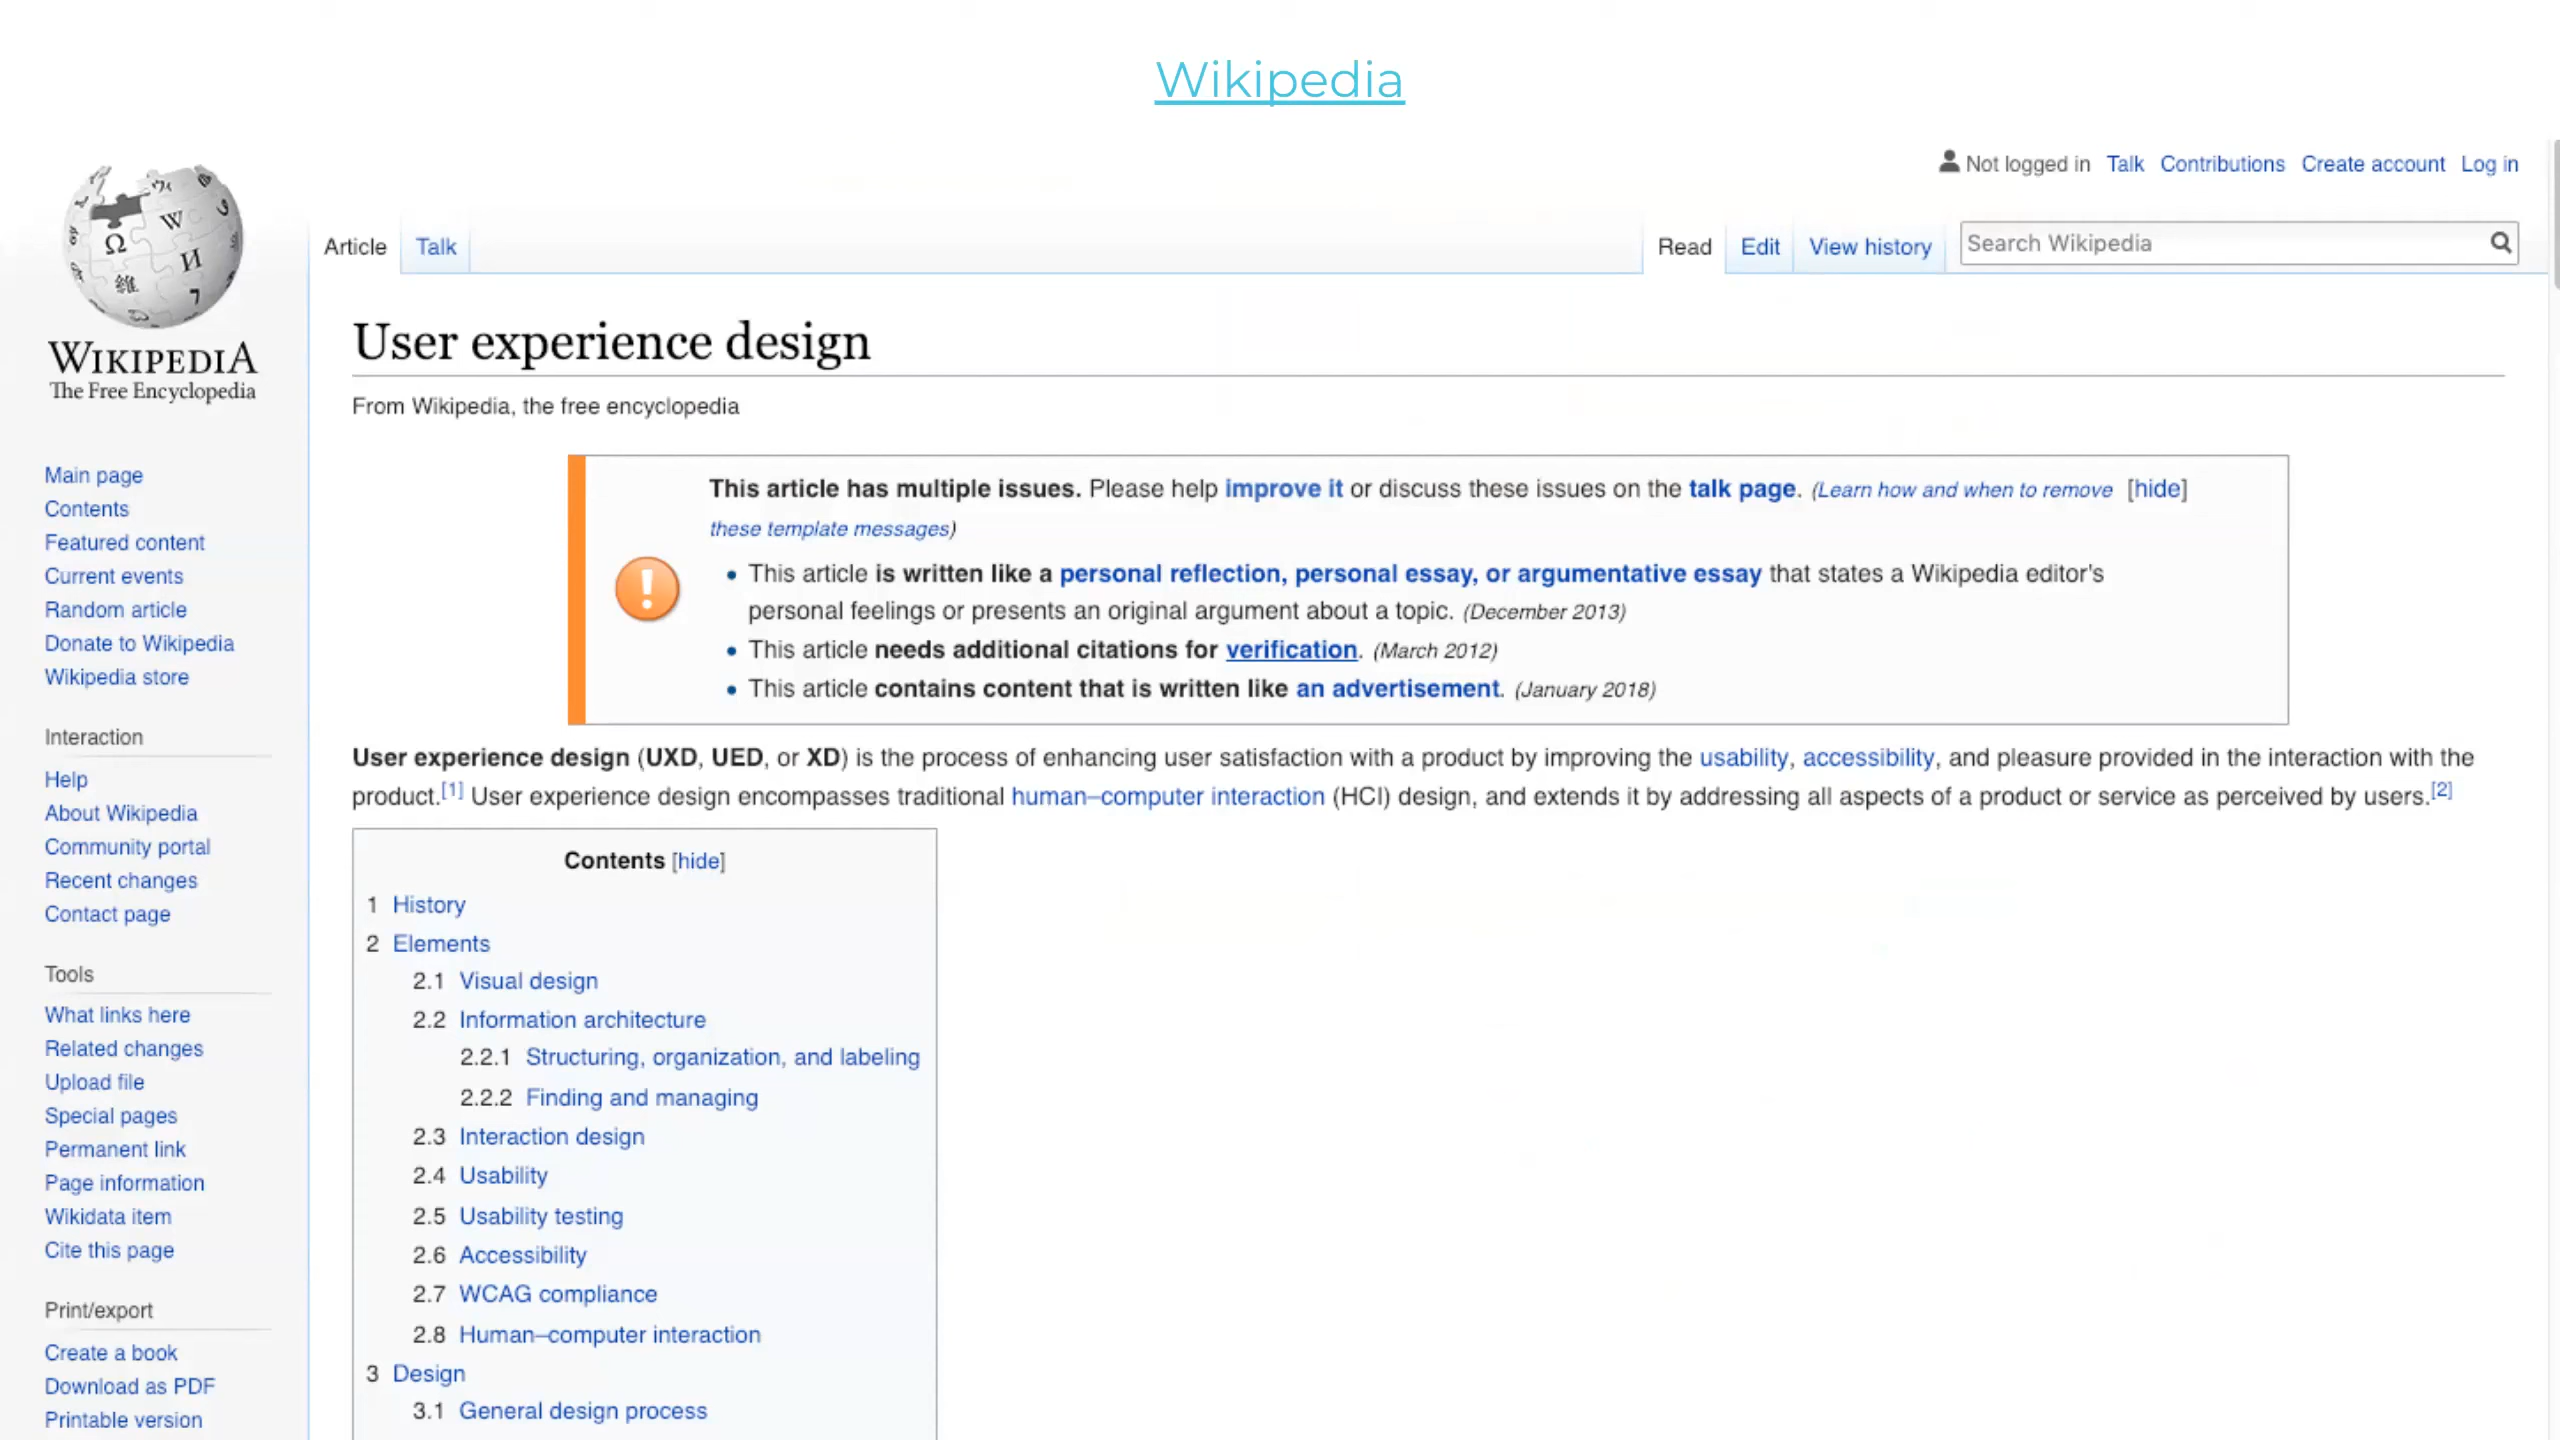 Wikipedia
Not logged in Talk Contributions Create account Log in
Article Talk Read Edit View history Search Wikipedia
WIKIPEDIA
The Free Encyclopedia
Main page
Contents
Featured content
Current events
Random article
Donate to Wikipedia
Wikipedia store
Interaction
Help
About Wikipedia
Community portal
Recent changes
Contact page
Tools
What links here
Related changes
Upload file
Special pages
Permanent link
Page information
Wikidata item
Cite this page
Print/export
Create a book
Download as PDF
Printable version
User experience design
From Wikipedia, the free encyclopedia
This article has multiple issues. Please help improve it or discuss these issues on the talk page. (Learn how and when to remove [hide]
these template messages)
• This article is written like a personal reflection, personal essay, or argumentative essay that states a Wikipedia editor's
personal feelings or presents an original argument about a topic. (December 2013)
• This article needs additional citations for verification. (March 2012)
• This article contains content that is written like an advertisement. (January 2018)
User experience design (UXD, UED, or XD) is the process of enhancing user satisfaction with a product by improving the usability, accessibility, and pleasure provided in the interaction with the
product.[1] User experience design encompasses traditional human–computer interaction (HCI) design, and extends it by addressing all aspects of a product or service as perceived by users.[2]
Contents [hide]
1 History
2 Elements
2.1 Visual design
2.2 Information architecture
2.2.1 Structuring, organization, and labeling
2.2.2 Finding and managing
2.3 Interaction design
2.4 Usability
2.5 Usability testing
2.6 Accessibility
2.7 WCAG compliance
2.8 Human–computer interaction
3 Design
3.1 General design process